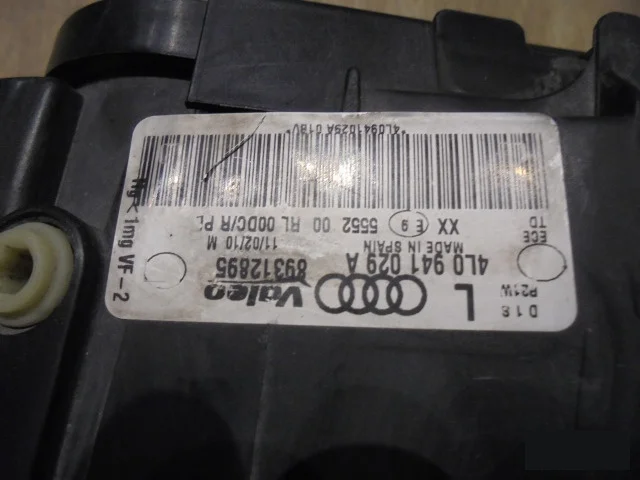 D1S
P21W
L
Valeo
4L0 941 029 A
89312895
MADE IN SPAIN
11/02/10 M
ECE
TD
XX E9 5552 00 RL 00DC/R PL
*4L0941029A 01BV*
Hg<1mg VF-2